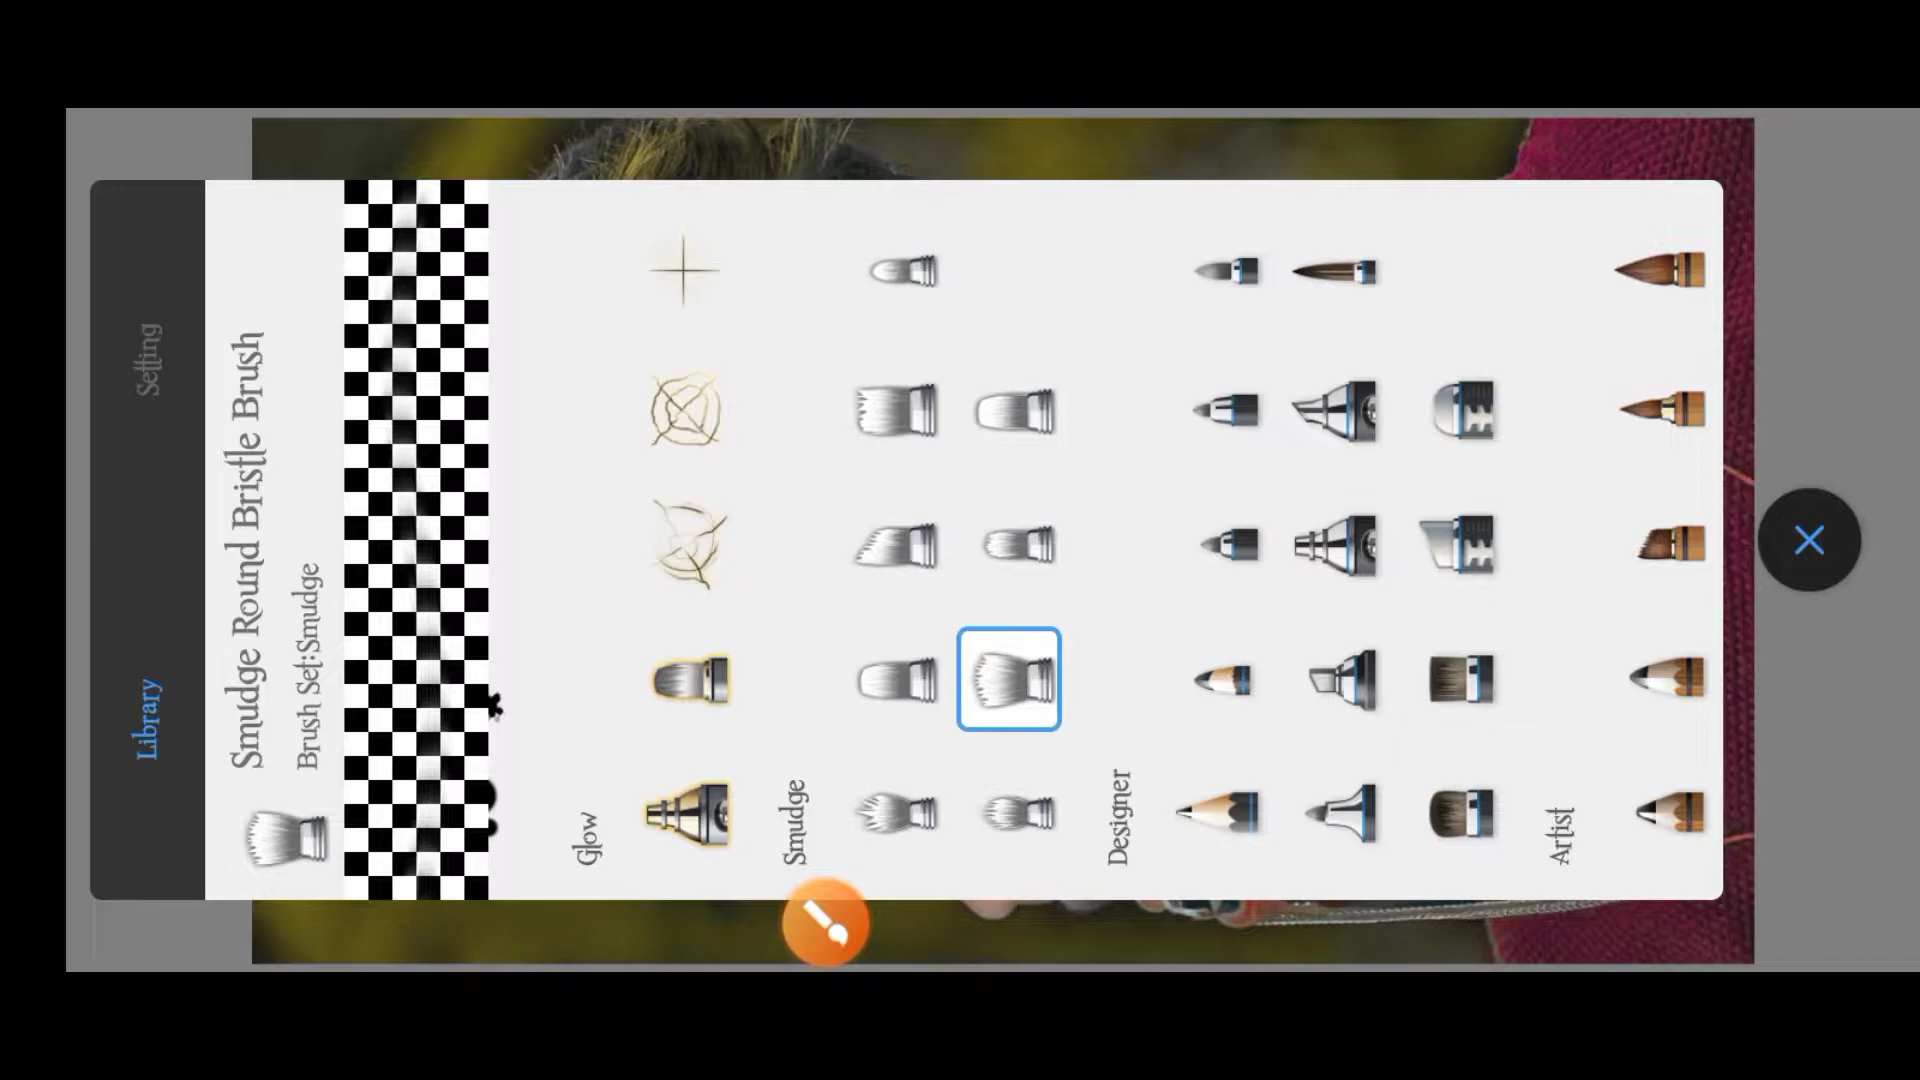 Library
Setting
Smudge Round Bristle Brush
Brush Set:Smudge
Glow
Smudge
Designer
Artist